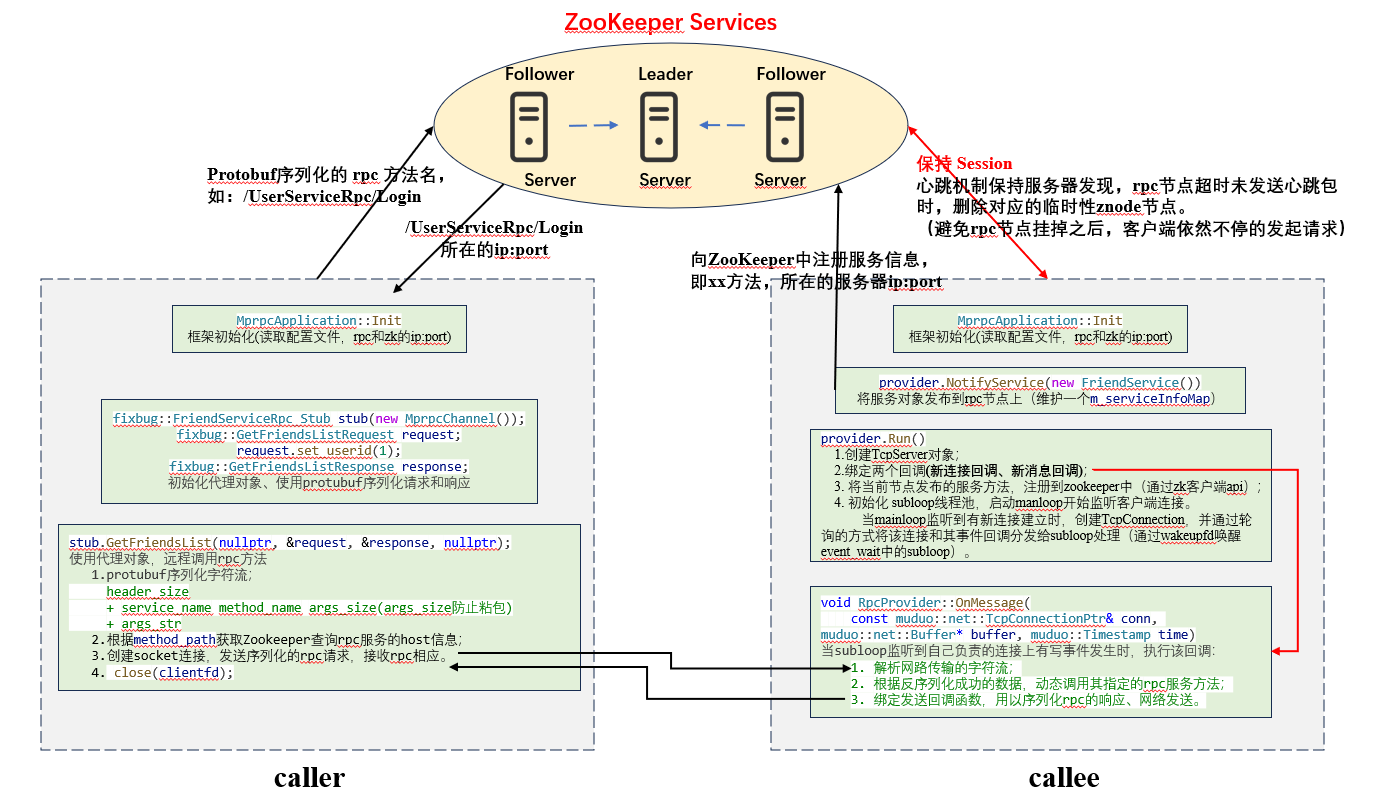 ZooKeeper Services
Follower
Leader
Follower
Server
Server
Server
Protobuf序列化的 rpc 方法名，
如：/UserServiceRpc/Login
/UserServiceRpc/Login
所在的ip:port
保持 Session
心跳机制保持服务器发现，rpc节点超时未发送心跳包
时，删除对应的临时性znode节点。
（避免rpc节点挂掉之后，客户端依然不停的发起请求）
向ZooKeeper中注册服务信息，
即xx方法，所在的服务器ip:port
MprpcApplication::Init
框架初始化(读取配置文件，rpc和zk的ip:port)
fixbug::FriendServiceRpc_Stub stub(new MprpcChannel());
fixbug::GetFriendsListRequest request;
request.set_userid(1);
fixbug::GetFriendsListResponse response;
初始化代理对象、使用protubuf序列化请求和响应
stub.GetFriendsList(nullptr, &request, &response, nullptr);
使用代理对象，远程调用rpc方法
1.protubuf序列化字符流；
header_size
+ service_name method_name args_size(args_size防止粘包)
+ args_str
2.根据method_path获取Zookeeper查询rpc服务的host信息；
3.创建socket连接，发送序列化的rpc请求，接收rpc相应。
4. close(clientfd);
caller
MprpcApplication::Init
框架初始化(读取配置文件，rpc和zk的ip:port)
provider.NotifyService(new FriendService())
将服务对象发布到rpc节点上（维护一个m_serviceInfoMap）
provider.Run()
1.创建TcpServer对象；
2.绑定两个回调(新连接回调、新消息回调)；
3. 将当前节点发布的服务方法，注册到zookeeper中（通过zk客户端api）；
4. 初始化 subloop线程池，启动manloop开始监听客户端连接。
当mainloop监听到有新连接建立时，创建TcpConnection，并通过轮
询的方式将该连接和其事件回调分发给subloop处理（通过wakeupfd唤醒
event_wait中的subloop）。
void RpcProvider::OnMessage(
const muduo::net::TcpConnectionPtr& conn,
muduo::net::Buffer* buffer, muduo::Timestamp time)
当subloop监听到自己负责的连接上有写事件发生时，执行该回调：
1. 解析网路传输的字符流；
2. 根据反序列化成功的数据，动态调用其指定的rpc服务方法；
3. 绑定发送回调函数，用以序列化rpc的响应、网络发送。
callee